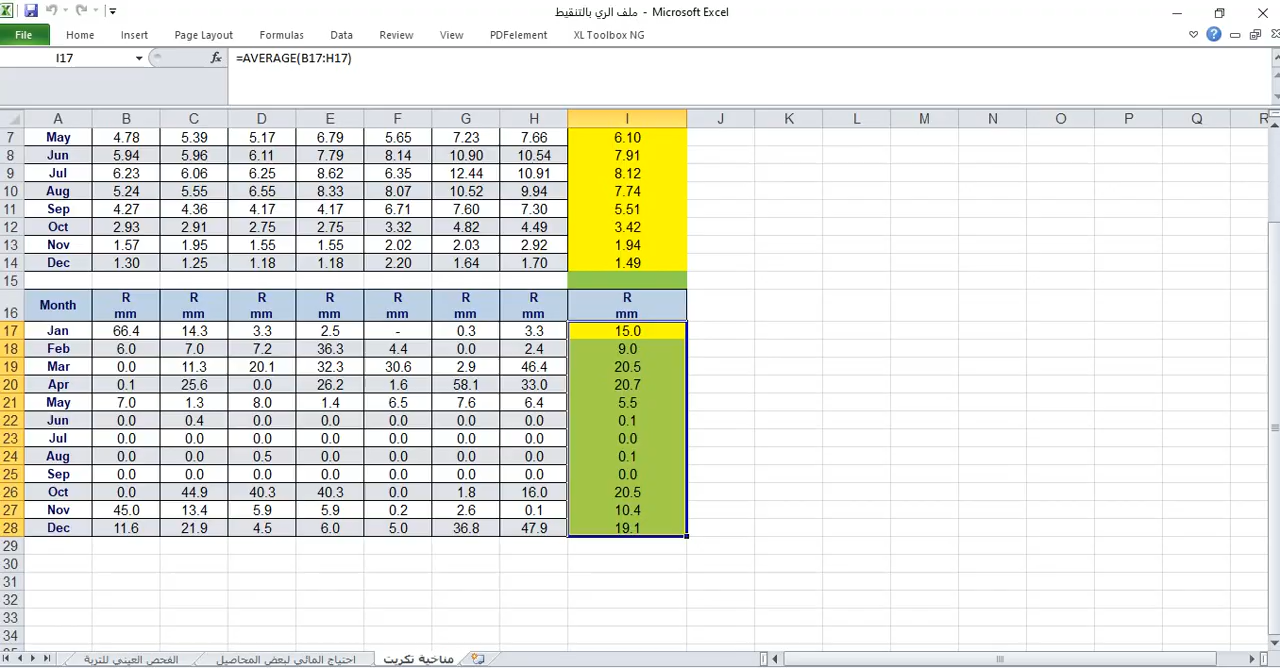 ملف الري بالتنقيط - Microsoft Excel
File Home Insert Page Layout Formulas Data Review View PDFelement XL Toolbox NG
I17 fx =AVERAGE(B17:H17)
A B C D E F G H I J K L M N O P Q R
7 May 4.78 5.39 5.17 6.79 5.65 7.23 7.66 6.10
8 Jun 5.94 5.96 6.11 7.79 8.14 10.90 10.54 7.91
9 Jul 6.23 6.06 6.25 8.62 6.35 12.44 10.91 8.12
10 Aug 5.24 5.55 6.55 8.33 8.07 10.52 9.94 7.74
11 Sep 4.27 4.36 4.17 4.17 6.71 7.60 7.30 5.51
12 Oct 2.93 2.91 2.75 2.75 3.32 4.82 4.49 3.42
13 Nov 1.57 1.95 1.55 1.55 2.02 2.03 2.92 1.94
14 Dec 1.30 1.25 1.18 1.18 2.20 1.64 1.70 1.49
15
R R R R R R R R
16 Month mm mm mm mm mm mm mm mm
17 Jan 66.4 14.3 3.3 2.5 - 0.3 3.3 15.0
18 Feb 6.0 7.0 7.2 36.3 4.4 0.0 2.4 9.0
19 Mar 0.0 11.3 20.1 32.3 30.6 2.9 46.4 20.5
20 Apr 0.1 25.6 0.0 26.2 1.6 58.1 33.0 20.7
21 May 7.0 1.3 8.0 1.4 6.5 7.6 6.4 5.5
22 Jun 0.0 0.4 0.0 0.0 0.0 0.0 0.0 0.1
23 Jul 0.0 0.0 0.0 0.0 0.0 0.0 0.0 0.0
24 Aug 0.0 0.0 0.5 0.0 0.0 0.0 0.0 0.1
25 Sep 0.0 0.0 0.0 0.0 0.0 0.0 0.0 0.0
26 Oct 0.0 44.9 40.3 40.3 0.0 1.8 16.0 20.5
27 Nov 45.0 13.4 5.9 5.9 0.2 2.6 0.1 10.4
28 Dec 11.6 21.9 4.5 6.0 5.0 36.8 47.9 19.1
29
30
31
32
33
34
الفحص العيني للتربة احتياج المائي لبعض المحاصيل مناخية تكريت